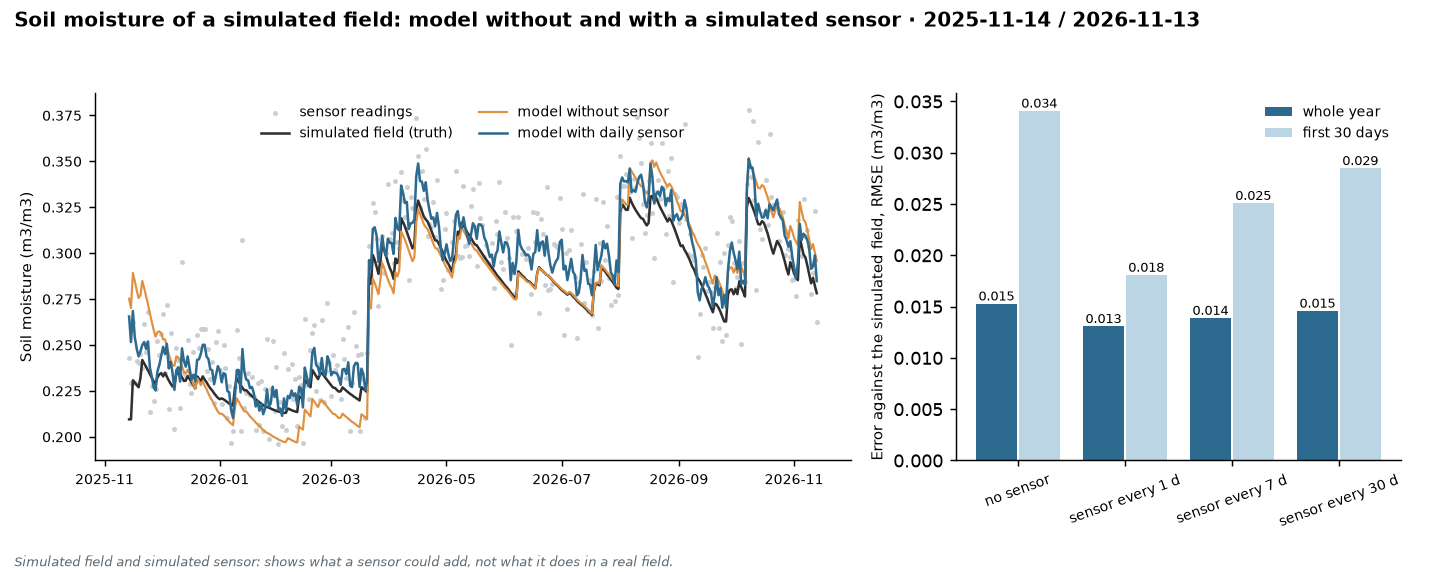 Soil moisture of a simulated field: model without and with a simulated sensor · 2025-11-14 / 2026-11-13
Soil moisture (m3/m3)
0.375
0.350
0.325
0.300
0.275
0.250
0.225
0.200
sensor readings
simulated field (truth)
model without sensor
model with daily sensor
2025-11
2026-01
2026-03
2026-05
2026-07
2026-09
2026-11
Error against the simulated field, RMSE (m3/m3)
0.035
0.030
0.025
0.020
0.015
0.010
0.005
0.000
whole year
first 30 days
0.015
0.034
0.013
0.018
0.014
0.025
0.015
0.029
no sensor
sensor every 1 d
sensor every 7 d
sensor every 30 d
Simulated field and simulated sensor: shows what a sensor could add, not what it does in a real field.